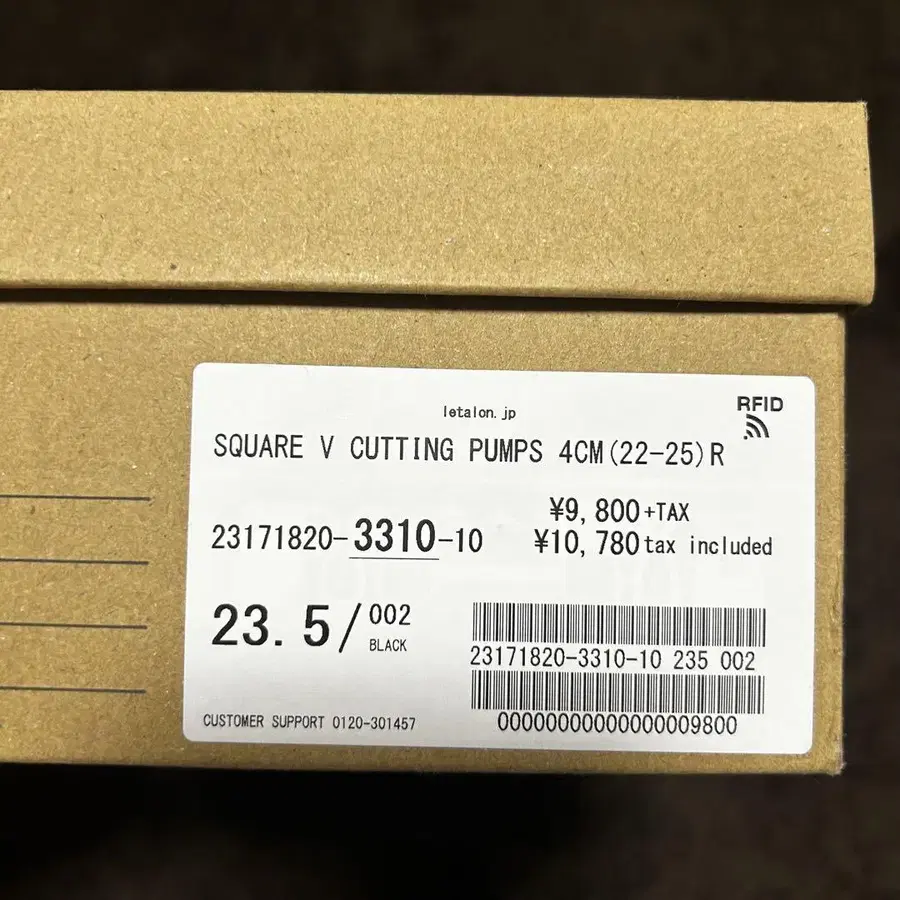 letalon.jp
RFID
SQUARE V CUTTING PUMPS 4CM(22-25)R
¥9,800+TAX
23171820-3310-10
¥10,780 tax included
23.5/002
BLACK
23171820-3310-10 235 002
CUSTOMER SUPPORT 0120-301457
00000000000000009800